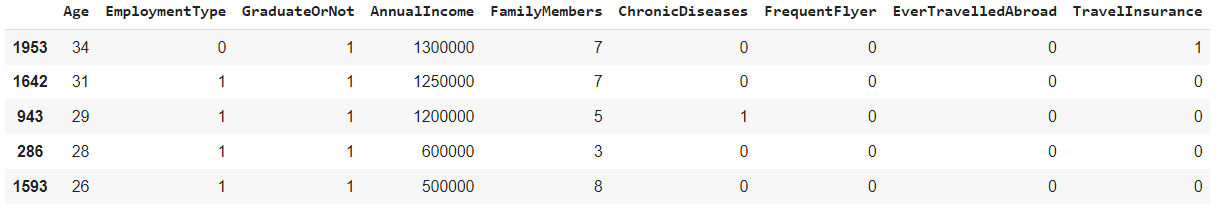 Age EmploymentType GraduateOrNot AnnualIncome FamilyMembers ChronicDiseases FrequentFlyer EverTravelledAbroad TravelInsurance
1953 34 0 1 1300000 7 0 0 0 1
1642 31 1 1 1250000 7 0 0 0 0
943 29 1 1 1200000 5 1 0 0 0
286 28 1 1 600000 3 0 0 0 0
1593 26 1 1 500000 8 0 0 0 0